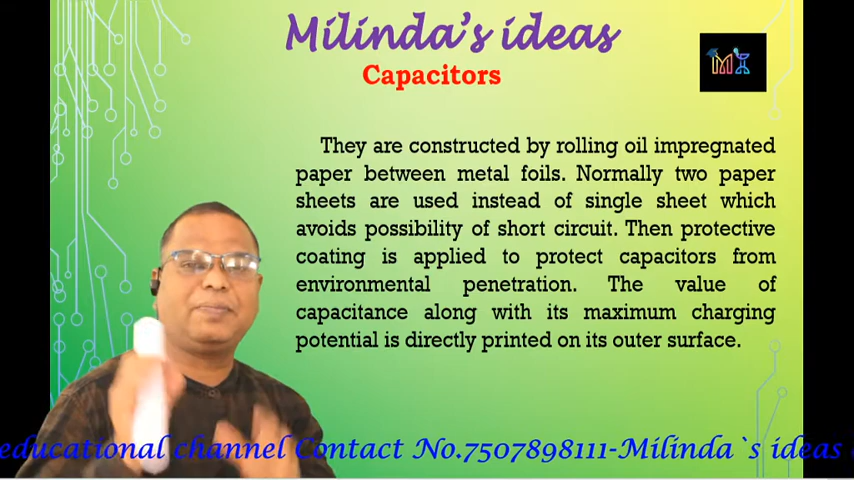 Milinda's ideas
Capacitors
MI
They are constructed by rolling oil impregnated
paper between metal foils. Normally two paper
sheets are used instead of single sheet which
avoids possibility of short circuit. Then protective
coating is applied to protect capacitors from
environmental penetration. The value of
capacitance along with its maximum charging
potential is directly printed on its outer surface.
educational channel Contact No.7507898111-Milinda`s ideas